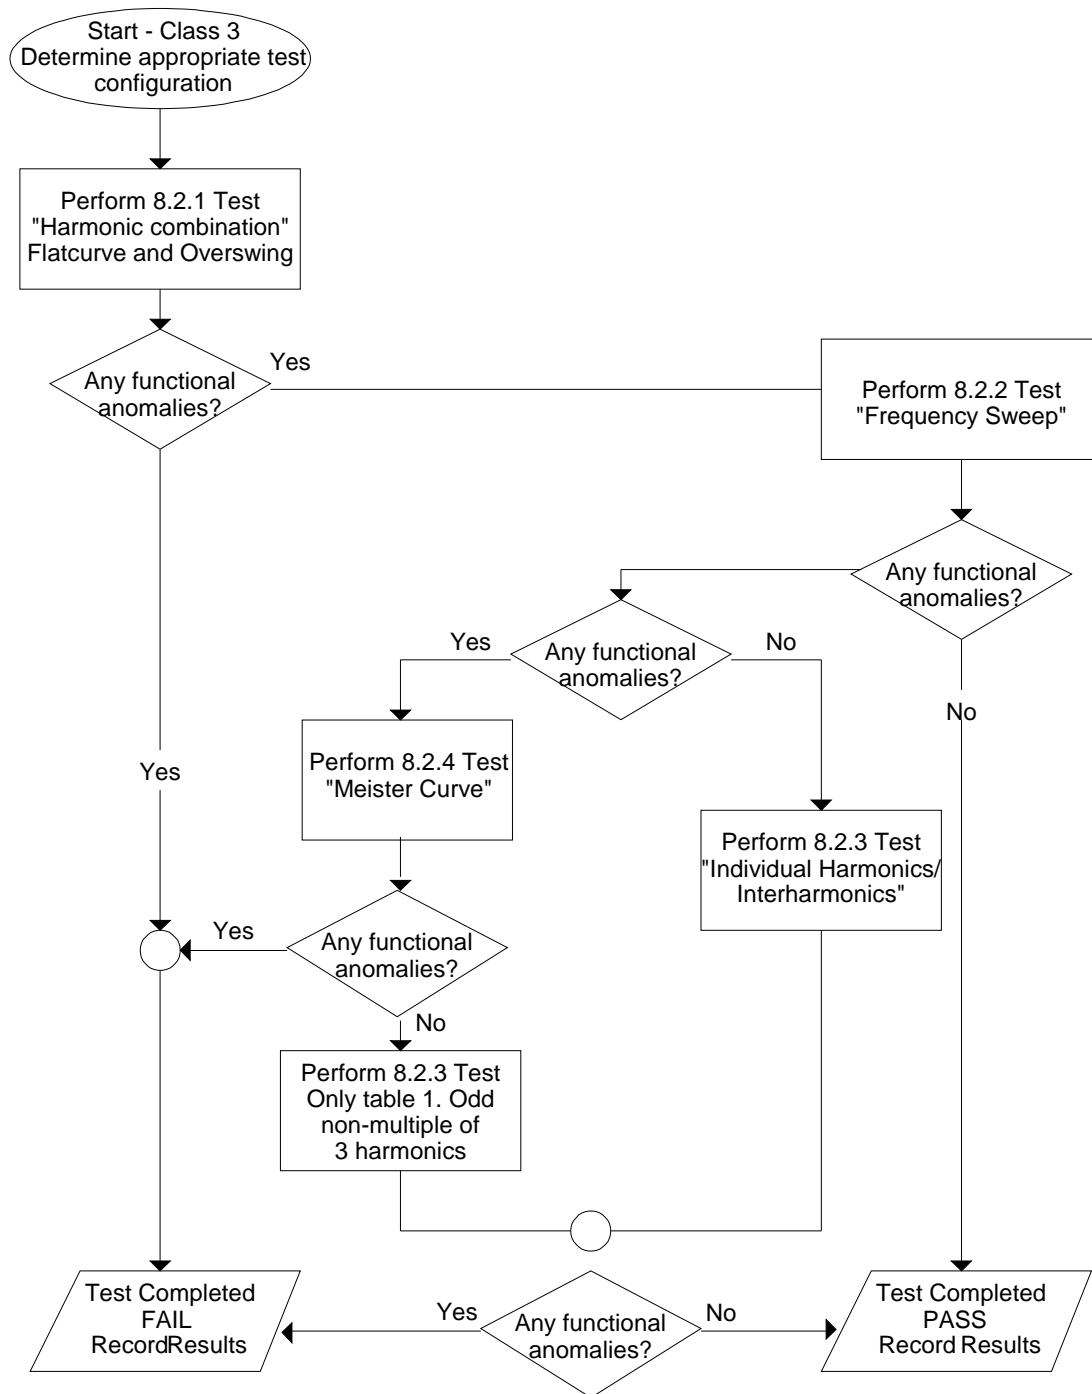 Start - Class 3
Determine appropriate test
configuration
Perform 8.2.1 Test
"Harmonic combination"
Flatcurve and Overswing
Any functional
anomalies?
Yes
Perform 8.2.2 Test
"Frequency Sweep"
Any functional
anomalies?
Yes
Any functional
anomalies?
No
No
Perform 8.2.4 Test
"Meister Curve"
Yes
Perform 8.2.3 Test
"Individual Harmonics/
Interharmonics"
Yes
Any functional
anomalies?
No
Perform 8.2.3 Test
Only table 1. Odd
non-multiple of
3 harmonics
Test Completed
FAIL
RecordResults
Yes
Any functional
anomalies?
No
Test Completed
PASS
Record Results